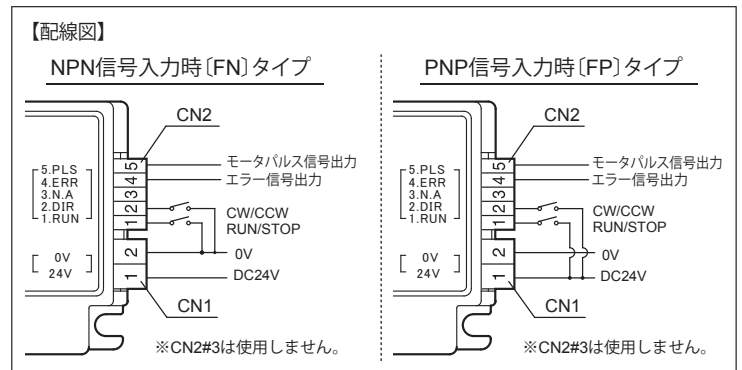 【配線図】
NPN信号入力時〔FN〕タイプ
CN2
5.PLS
4.ERR
3.N.A
2.DIR
1.RUN
5
4
3
2
1
モータパルス信号出力
エラー信号出力
CW/CCW
RUN/STOP
0V
24V
2
1
0V
DC24V
CN1
※CN2#3は使用しません。
PNP信号入力時〔FP〕タイプ
CN2
5.PLS
4.ERR
3.N.A
2.DIR
1.RUN
5
4
3
2
1
モータパルス信号出力
エラー信号出力
CW/CCW
RUN/STOP
0V
24V
2
1
0V
DC24V
CN1
※CN2#3は使用しません。